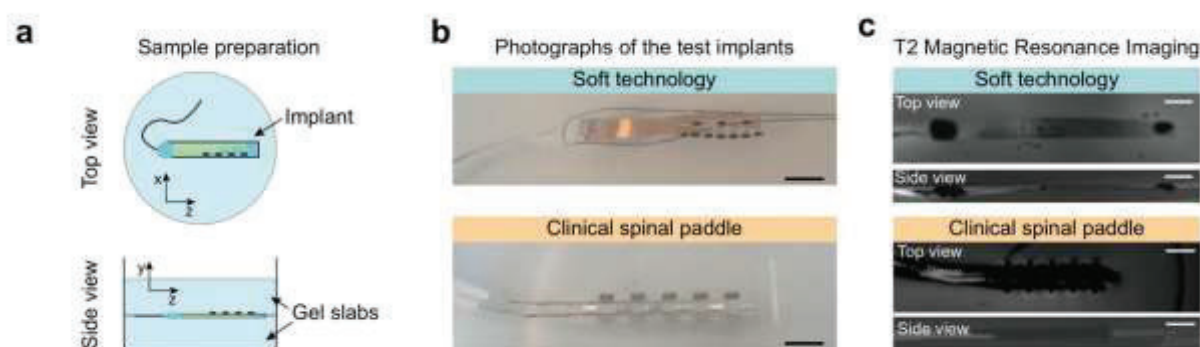 a
Sample preparation
Top view
Implant
x
z
Side view
y
z
Gel slabs
b
Photographs of the test implants
Soft technology
Clinical spinal paddle
c
T2 Magnetic Resonance Imaging
Soft technology
Top view
Side view
Clinical spinal paddle
Top view
Side view